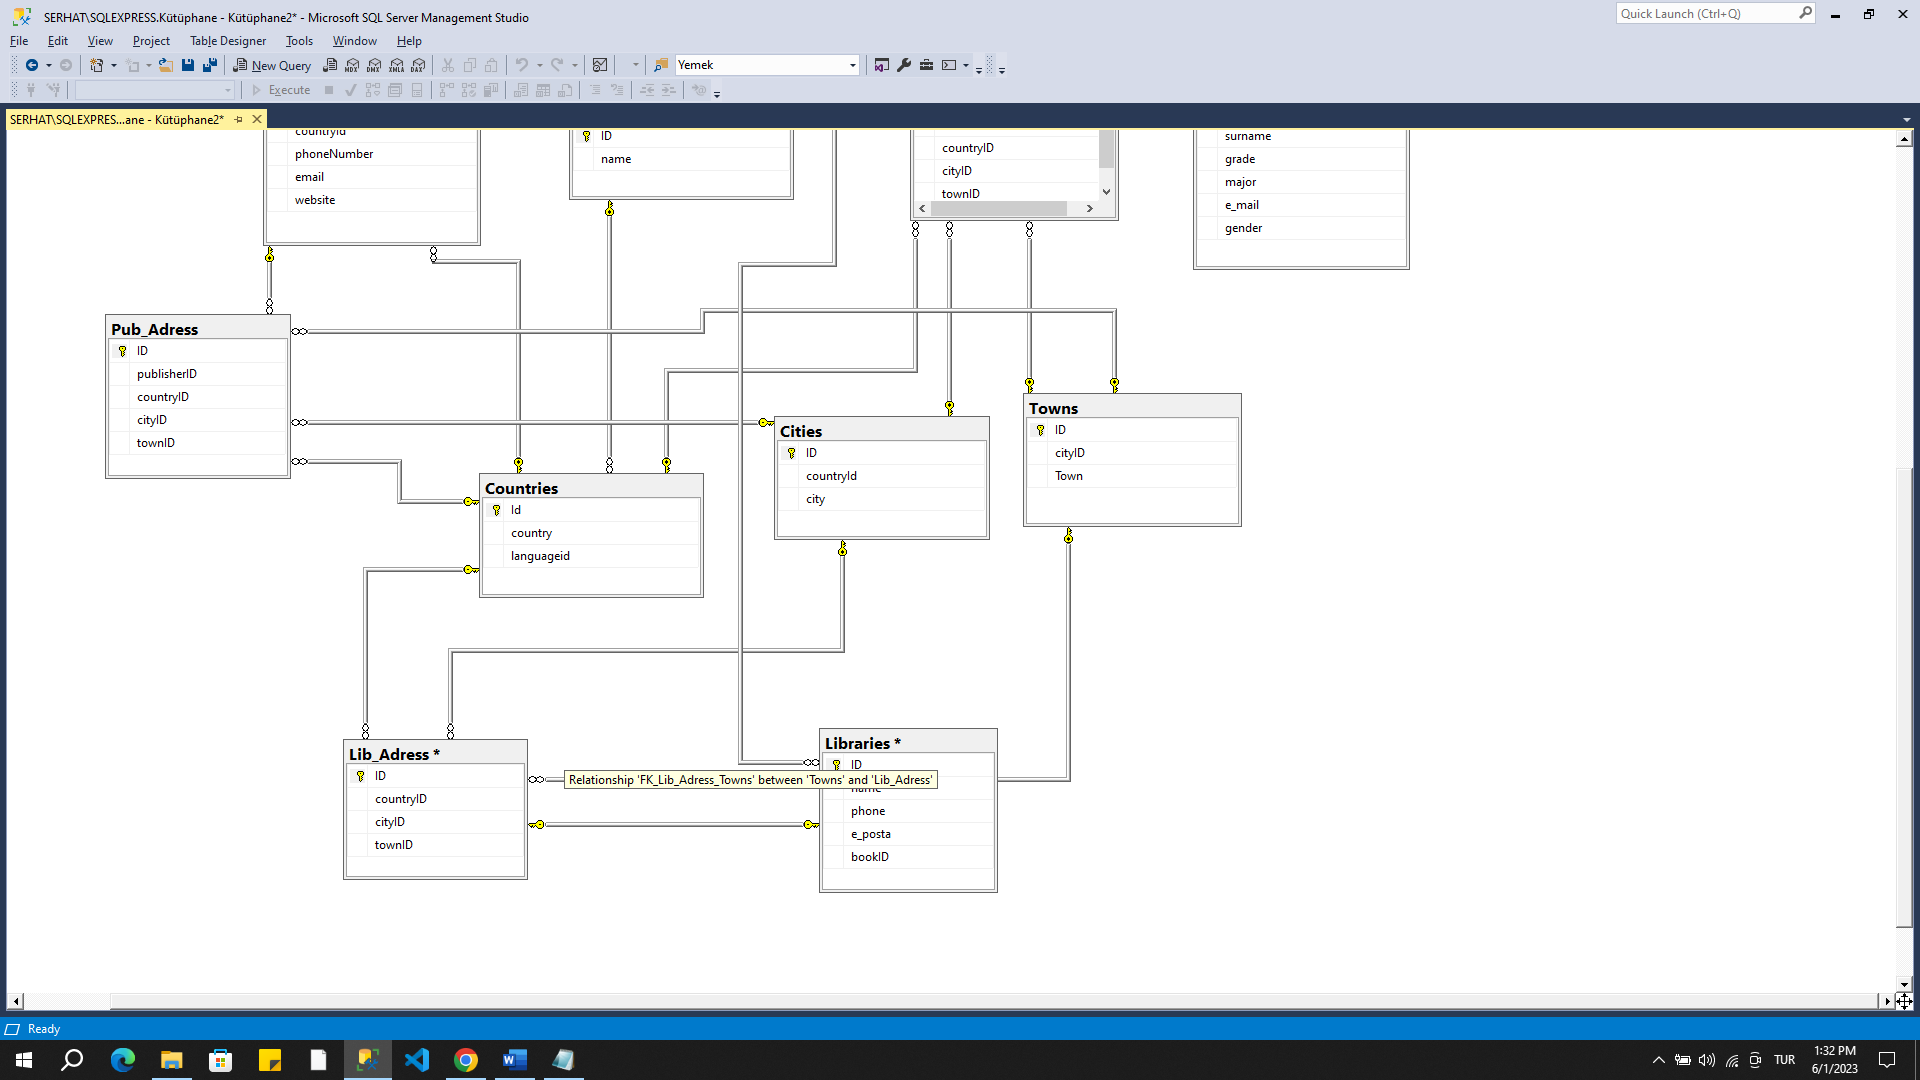 SERHAT\SQLEXPRESS.Kütüphane - Kütüphane2* - Microsoft SQL Server Management Studio
Quick Launch (Ctrl+Q)
File Edit View Project Table Designer Tools Window Help
New Query
MDX DMX XMLA DAX
Yemek
Execute
SERHAT\SQLEXPRES...ane - Kütüphane2*
countryId
phoneNumber
email
website
ID
name
countryID
cityID
townID
surname
grade
major
e_mail
gender
Pub_Adress
ID
publisherID
countryID
cityID
townID
Countries
Id
country
languageid
Cities
ID
countryId
city
Towns
ID
cityID
Town
Lib_Adress *
ID
countryID
cityID
townID
Relationship 'FK_Lib_Adress_Towns' between 'Towns' and 'Lib_Adress'
Libraries *
ID
name
phone
e_posta
bookID
Ready
TUR
1:32 PM
6/1/2023